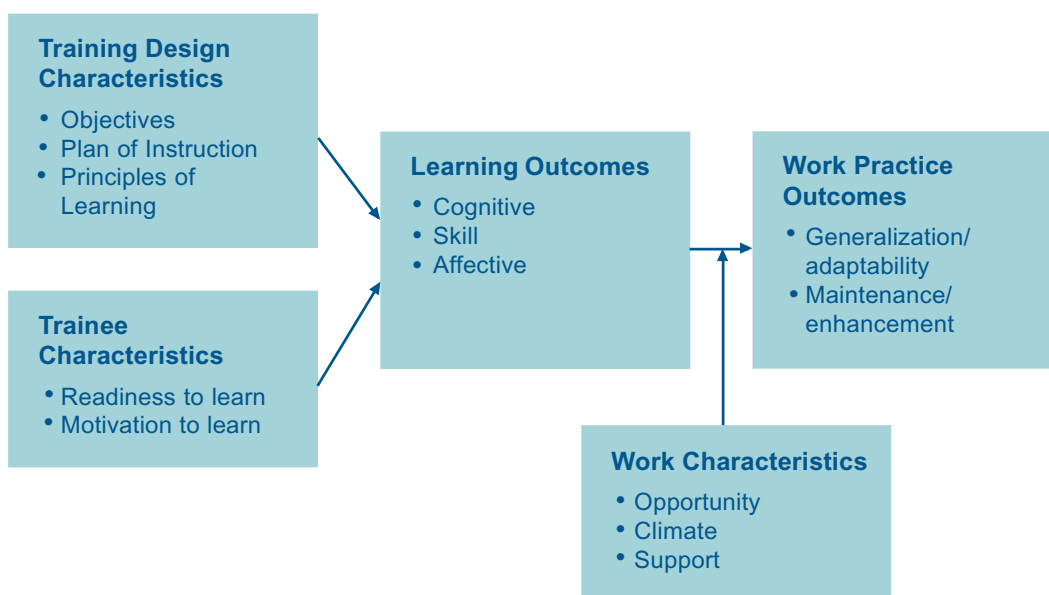 Training Design
Characteristics
• Objectives
• Plan of Instruction
• Principles of
Learning
Trainee
Characteristics
• Readiness to learn
• Motivation to learn
Learning Outcomes
• Cognitive
• Skill
• Affective
Work Practice
Outcomes
• Generalization/
adaptability
• Maintenance/
enhancement
Work Characteristics
• Opportunity
• Climate
• Support